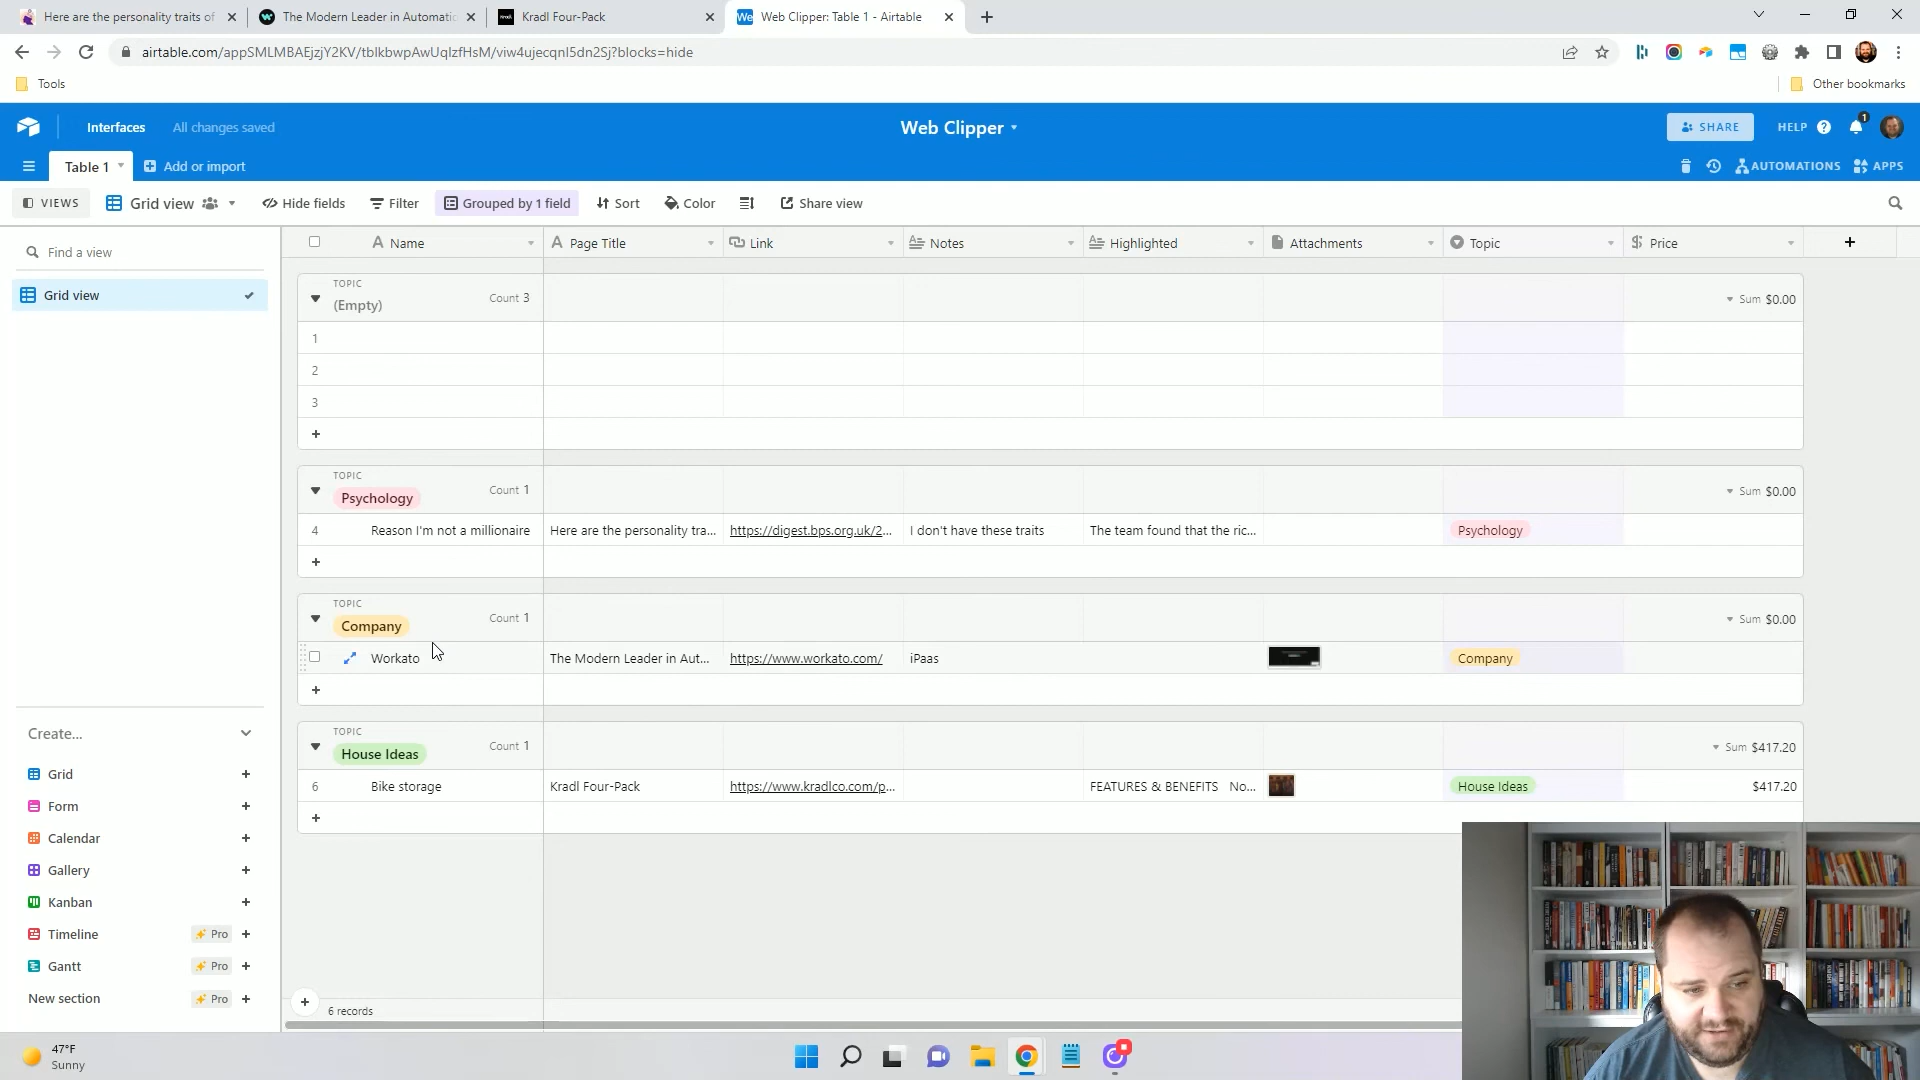 Here are the personality traits of
The Modern Leader in Automatic
Kradl Four-Pack
Web Clipper: Table 1 - Airtable
airtable.com/appSMLMBAEjzjY2KV/tblkbwpAwUqlzfHsM/viw4ujecqnl5dn2Sj?blocks=hide
Tools
Other bookmarks
Interfaces
All changes saved
Web Clipper
SHARE
HELP
1
Table 1
Add or import
AUTOMATIONS
APPS
VIEWS
Grid view
Hide fields
Filter
Grouped by 1 field
Sort
Color
Share view
Find a view
Grid view
Name
Page Title
Link
Notes
Highlighted
Attachments
Topic
Price
TOPIC
(Empty)
Count 3
Sum $0.00
1
2
3
TOPIC
Psychology
Count 1
Sum $0.00
4
Reason I'm not a millionaire
Here are the personality tra...
https://digest.bps.org.uk/2...
I don't have these traits
The team found that the ric...
Psychology
TOPIC
Company
Count 1
Sum $0.00
Workato
The Modern Leader in Aut...
https://www.workato.com/
iPaas
Company
TOPIC
House Ideas
Count 1
Sum $417.20
6
Bike storage
Kradl Four-Pack
https://www.kradlco.com/p...
FEATURES & BENEFITS No...
House Ideas
$417.20
Create...
Grid
Form
Calendar
Gallery
Kanban
Timeline
Pro
Gantt
Pro
New section
Pro
6 records
47°F
Sunny